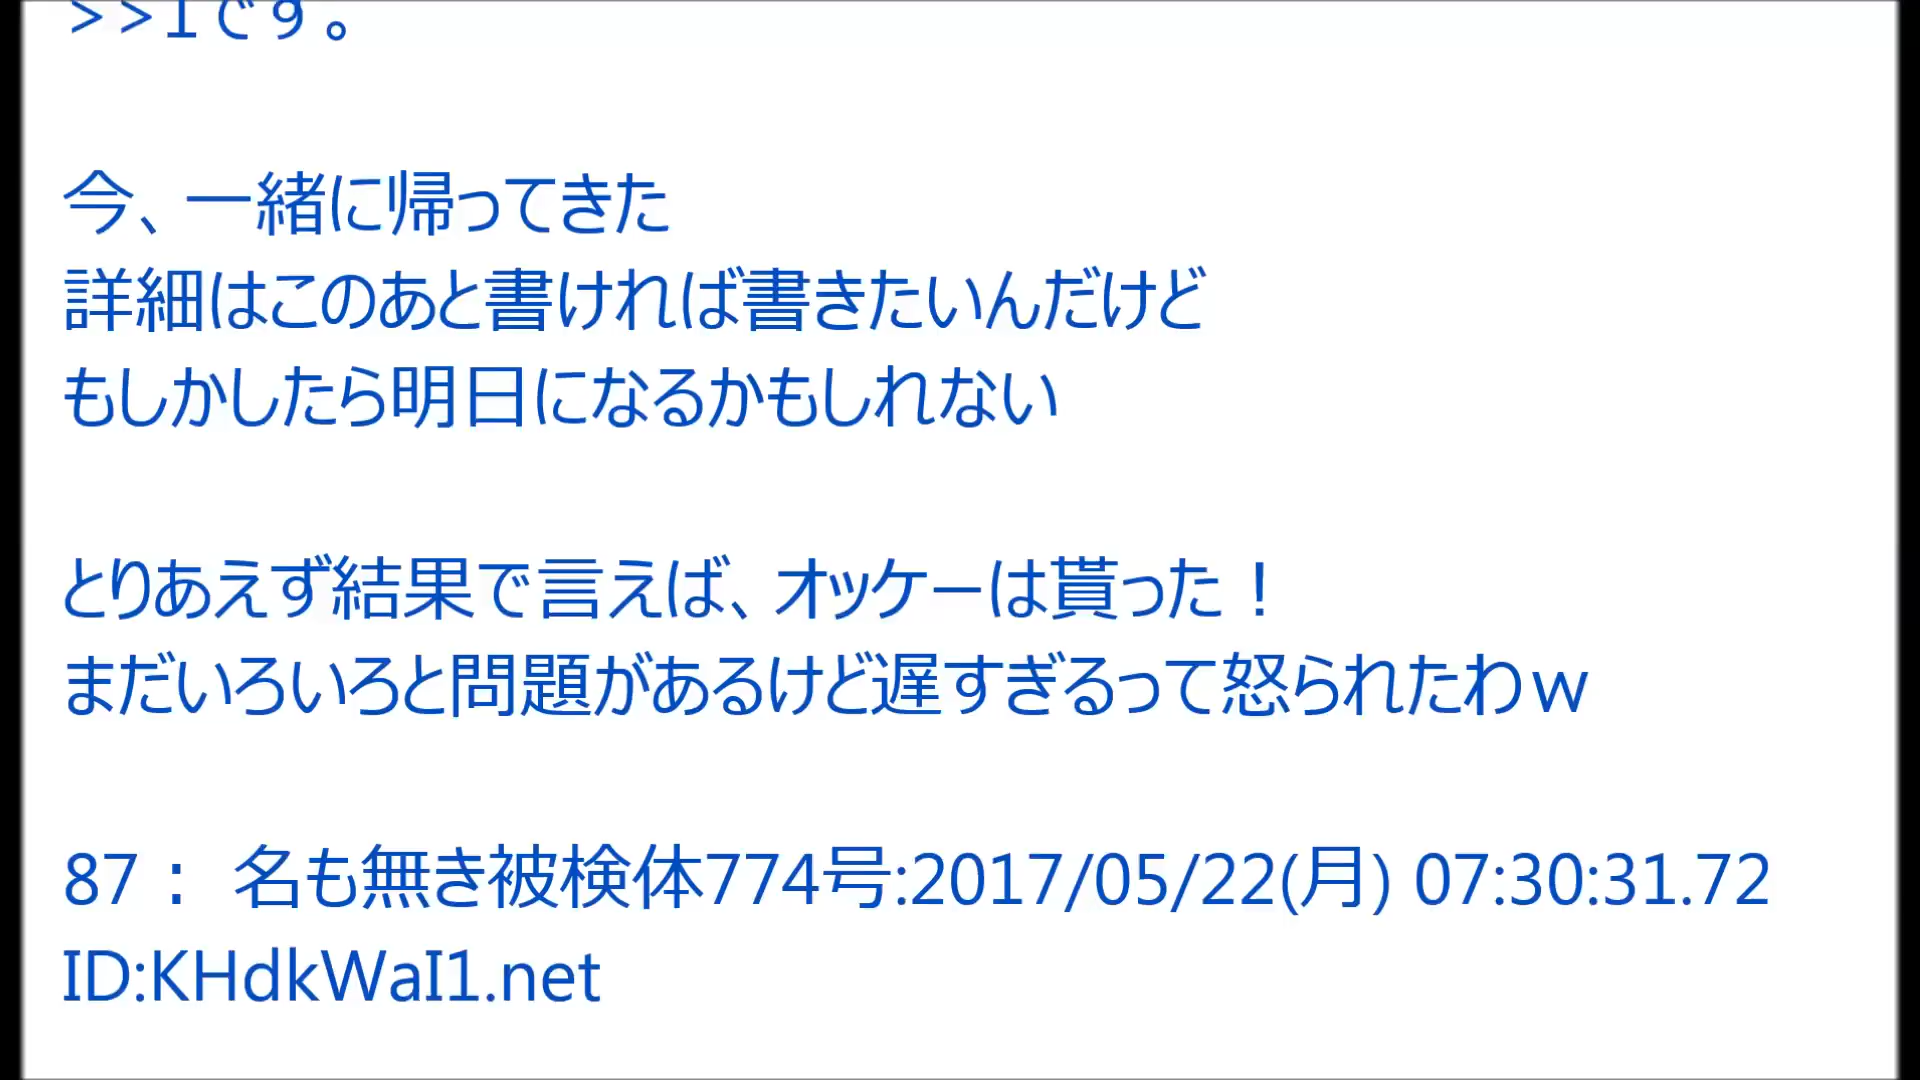 >>1です。
今、一緒に帰ってきた
詳細はこのあと書ければ書きたいんだけど
もしかしたら明日になるかもしれない
とりあえず結果で言えば、オッケーは貰った！
まだいろいろと問題があるけど遅すぎるって怒られたわｗ
87： 名も無き被検体774号:2017/05/22(月) 07:30:31.72
ID:KHdkWaI1.net